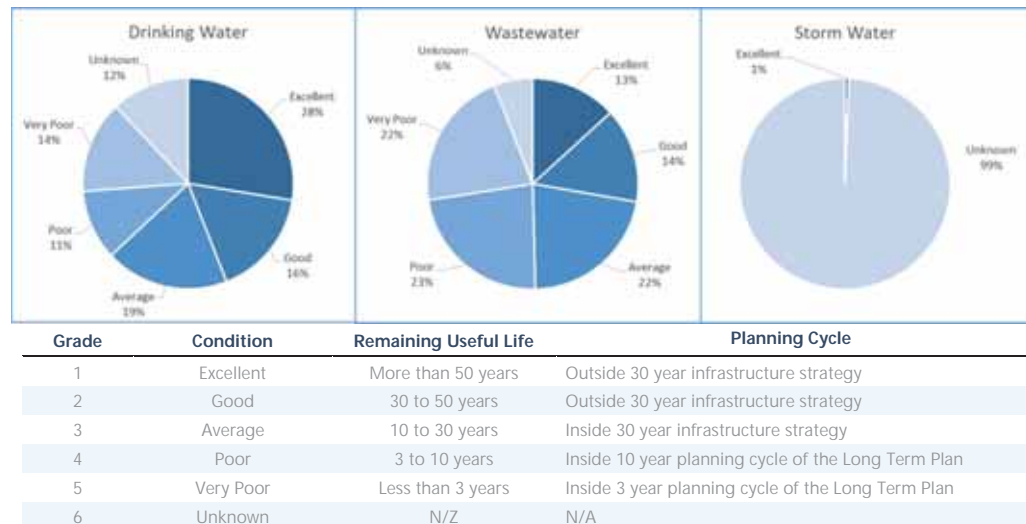 Drinking Water
Unknown
12%
Excellent
28%
Very Poor
14%
Poor
11%
Good
16%
Average
19%
Wastewater
Unknown
6%
Excellent
13%
Very Poor
22%
Good
14%
Poor
23%
Average
22%
Storm Water
Excellent
1%
Unknown
99%
Grade Condition Remaining Useful Life Planning Cycle
1 Excellent More than 50 years Outside 30 year infrastructure strategy
2 Good 30 to 50 years Outside 30 year infrastructure strategy
3 Average 10 to 30 years Inside 30 year infrastructure strategy
4 Poor 3 to 10 years Inside 10 year planning cycle of the Long Term Plan
5 Very Poor Less than 3 years Inside 3 year planning cycle of the Long Term Plan
6 Unknown N/Z N/A